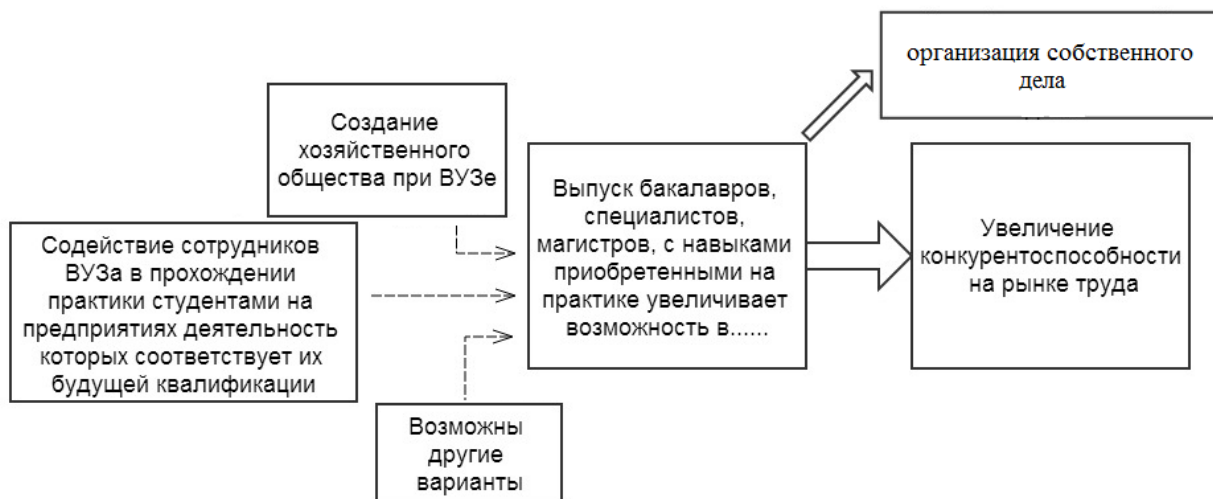 Создание
хозяйственного
общества при ВУЗе
Содействие сотрудников
ВУЗа в прохождении
практики студентами на
предприятиях деятельность
которых соответствует их
будущей квалификации
Возможны
другие
варианты
Выпуск бакалавров,
специалистов,
магистров, с навыками
приобретенными на
практике увеличивает
возможность в......
организация собственного
дела
Увеличение
конкурентоспособности
на рынке труда